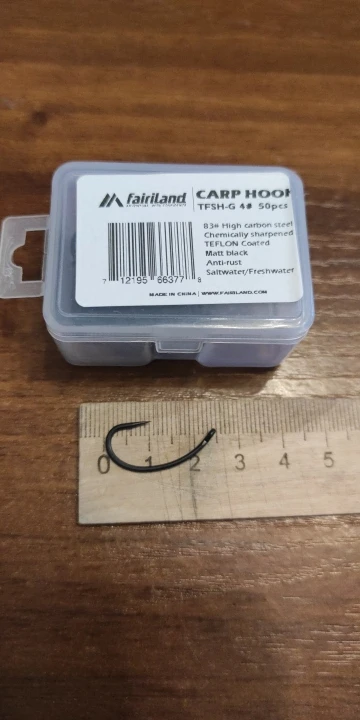 FairiLand
CARP HOOK
TFSH-G 4# 50pcs
83# High carbon steel
Chemically sharpened
TEFLON Coated
Matt black
Anti-rust
Saltwater/Freshwater
7 12195 66377 8
MADE IN CHINA | WWW.FAIRILAND.COM
0 1 2 3 4 5